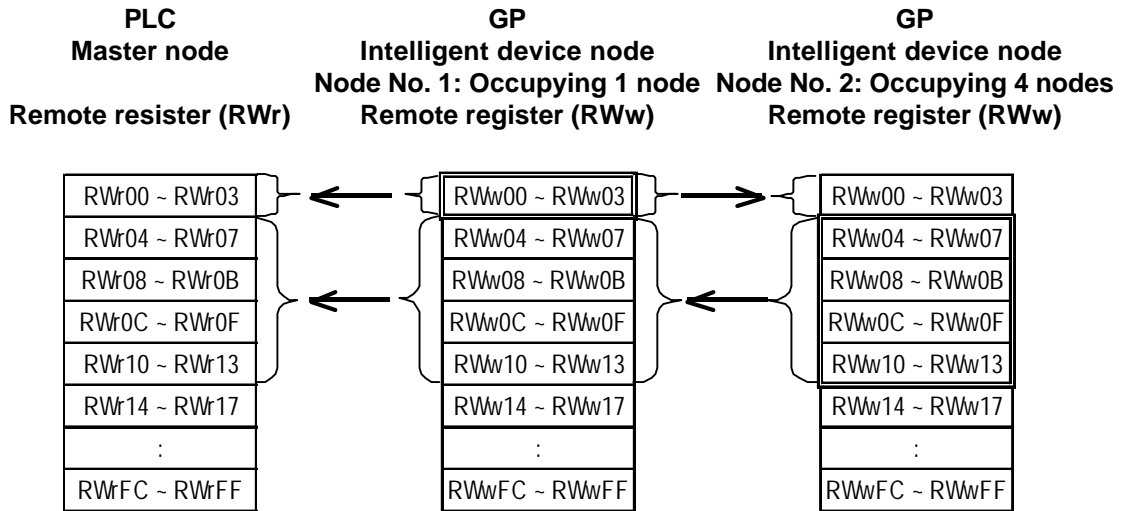 PLC
Master node
Remote resister (RWr)
GP
Intelligent device node
Node No. 1: Occupying 1 node
Remote register (RWw)
GP
Intelligent device node
Node No. 2: Occupying 4 nodes
Remote register (RWw)
RWr00 ~ RWr03
RWr04 ~ RWr07
RWr08 ~ RWr0B
RWr0C ~ RWr0F
RWr10 ~ RWr13
RWr14 ~ RWr17
:
RWrFC ~ RWrFF
RWw00 ~ RWw03
RWw04 ~ RWw07
RWw08 ~ RWw0B
RWw0C ~ RWw0F
RWw10 ~ RWw13
RWw14 ~ RWw17
:
RWwFC ~ RWwFF
RWw00 ~ RWw03
RWw04 ~ RWw07
RWw08 ~ RWw0B
RWw0C ~ RWw0F
RWw10 ~ RWw13
RWw14 ~ RWw17
:
RWwFC ~ RWwFF